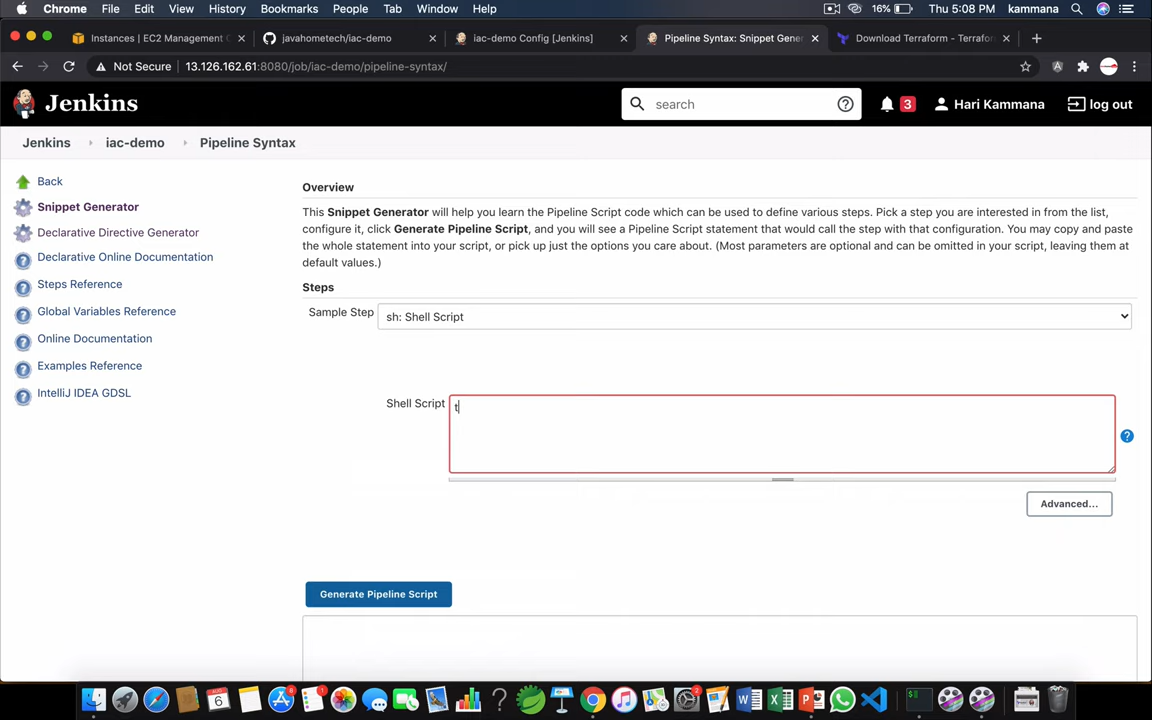 Chrome File Edit View History Bookmarks People Tab Window Help 16% Thu 5:08 PM kammana
Instances | EC2 Management C javahometech/iac-demo iac-demo Config [Jenkins] Pipeline Syntax: Snippet Gener Download Terraform - Terrafor
Not Secure 13.126.162.61:8080/job/iac-demo/pipeline-syntax/
Jenkins search 3 Hari Kammana log out
Jenkins iac-demo Pipeline Syntax
Back
Snippet Generator
Declarative Directive Generator
Declarative Online Documentation
Steps Reference
Global Variables Reference
Online Documentation
Examples Reference
IntelliJ IDEA GDSL
Overview
This Snippet Generator will help you learn the Pipeline Script code which can be used to define various steps. Pick a step you are interested in from the list,
configure it, click Generate Pipeline Script, and you will see a Pipeline Script statement that would call the step with that configuration. You may copy and paste
the whole statement into your script, or pick up just the options you care about. (Most parameters are optional and can be omitted in your script, leaving them at
default values.)
Steps
Sample Step sh: Shell Script
Shell Script t
Advanced...
Generate Pipeline Script